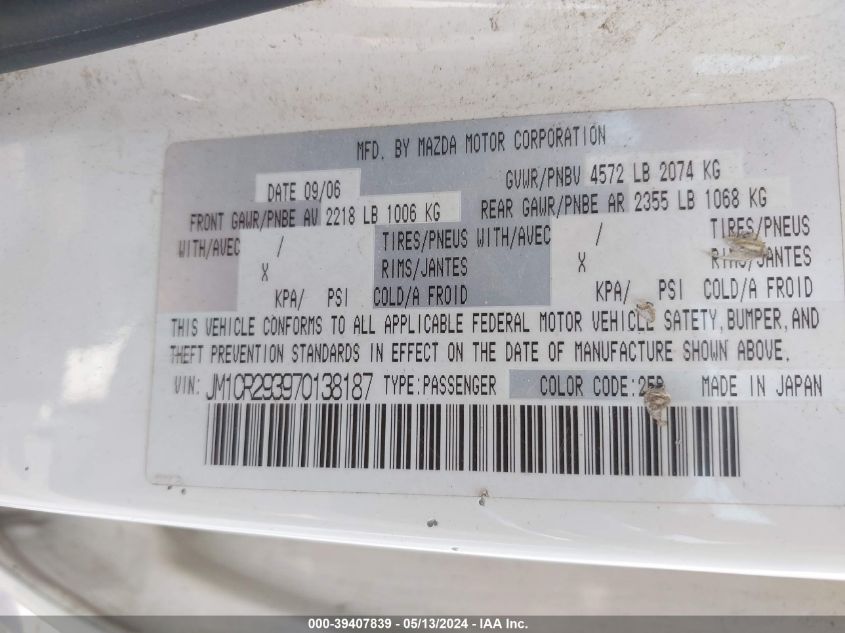 MFD. BY MAZDA MOTOR CORPORATION
DATE 09/06 GVWR/PNBV 4572 LB 2074 KG
FRONT GAWR/PNBE AV 2218 LB 1006 KG REAR GAWR/PNBE AR 2355 LB 1068 KG
WITH/AVEC / TIRES/PNEUS WITH/AVEC / TIRES/PNEUS
X RIMS/JANTES X RIMS/JANTES
KPA/ PSI COLD/A FROID KPA/ PSI COLD/A FROID
THIS VEHICLE CONFORMS TO ALL APPLICABLE FEDERAL MOTOR VEHICLE SAFETY, BUMPER, AND
THEFT PREVENTION STANDARDS IN EFFECT ON THE DATE OF MANUFACTURE SHOWN ABOVE.
VIN: JM1CR293970138187 TYPE: PASSENGER COLOR CODE: MADE IN JAPAN
000-39407839 - 05/13/2024 - IAA Inc.